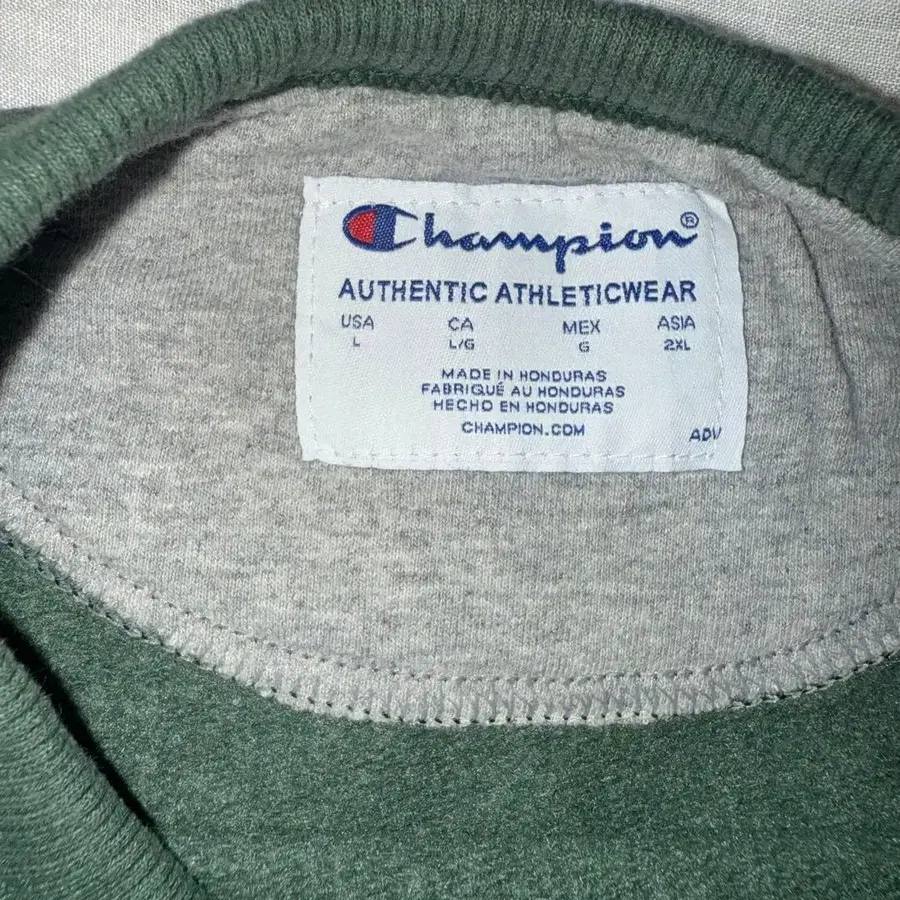 Champion®
AUTHENTIC ATHLETICWEAR
USA CA MEX ASIA
L L/G G 2XL
MADE IN HONDURAS
FABRIQUÉ AU HONDURAS
HECHO EN HONDURAS
CHAMPION.COM
ADV